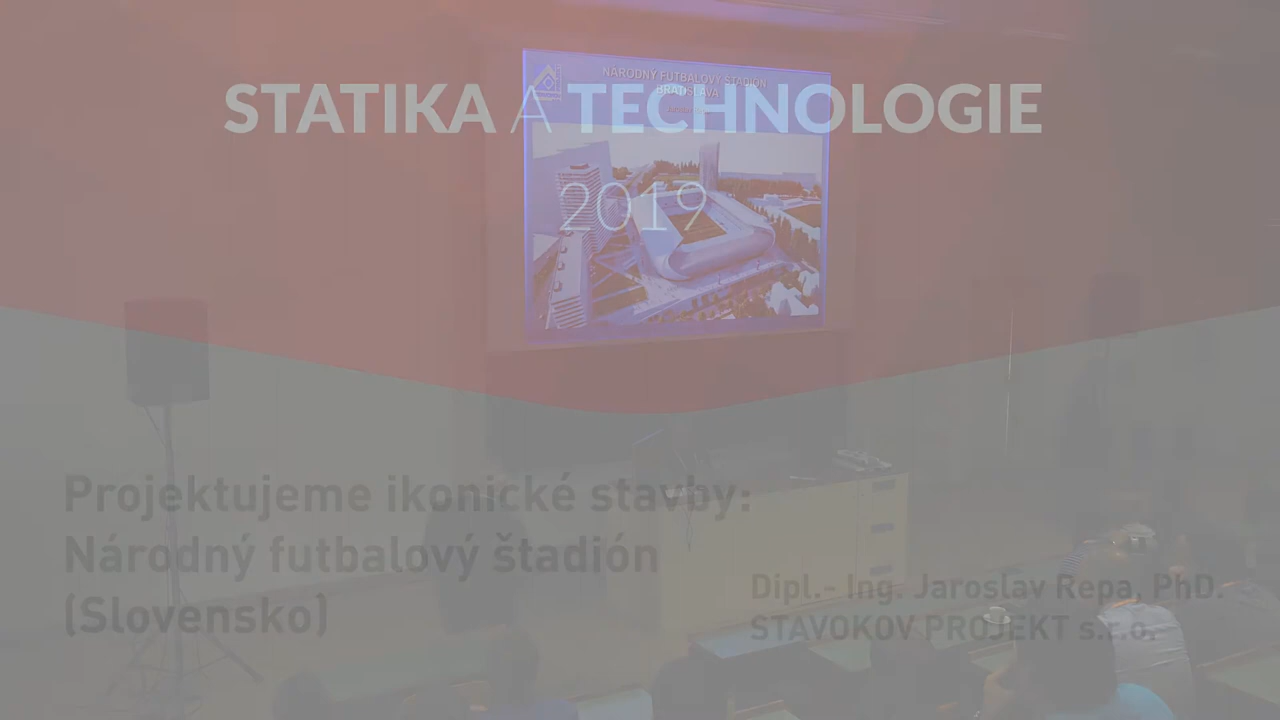 NÁRODNÝ FUTBALOVÝ ŠTADIÓN
BRATISLAVA
STATIKA A TECHNOLOGIE
2019
Projektujeme ikonické stavby:
Národný futbalový štadión
(Slovensko)
Dipl.- Ing. Jaroslav Repa, PhD.
STAVOKOV PROJEKT s.r.o.